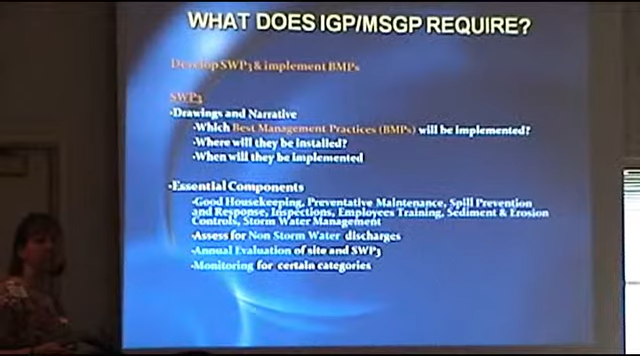 WHAT DOES IGP/MSGP REQUIRE?
Develop SWP3 & implement BMPs
SWP3
•Drawings and Narrative
•Which Best Management Practices (BMPs) will be implemented?
•Where will they be installed?
•When will they be implemented
•Essential Components
•Good Housekeeping, Preventative Maintenance, Spill Prevention
and Response, Inspections, Employees Training, Sediment & Erosion
Controls, Storm Water Management
•Assess for Non Storm Water discharges
•Annual Evaluation of site and SWP3
•Monitoring for certain categories